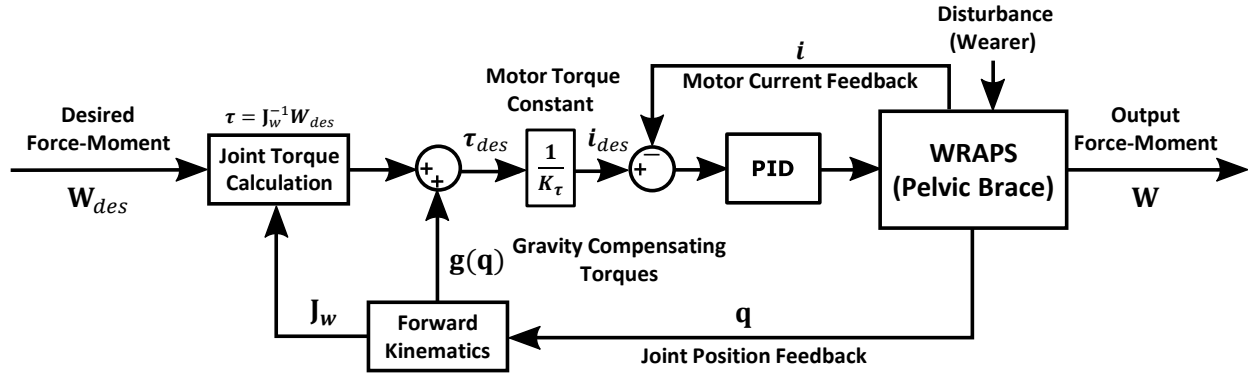 Disturbance
(Wearer)
i
Motor Current Feedback
Motor Torque
Constant
Desired
Force-Moment
W_des
τ = J_w^{-1} W_des
Joint Torque
Calculation
+
+
τ_des
1
K_τ
i_des
−
+
PID
WRAPS
(Pelvic Brace)
Output
Force-Moment
W
g(q)
Gravity Compensating
Torques
J_w
Forward
Kinematics
q
Joint Position Feedback